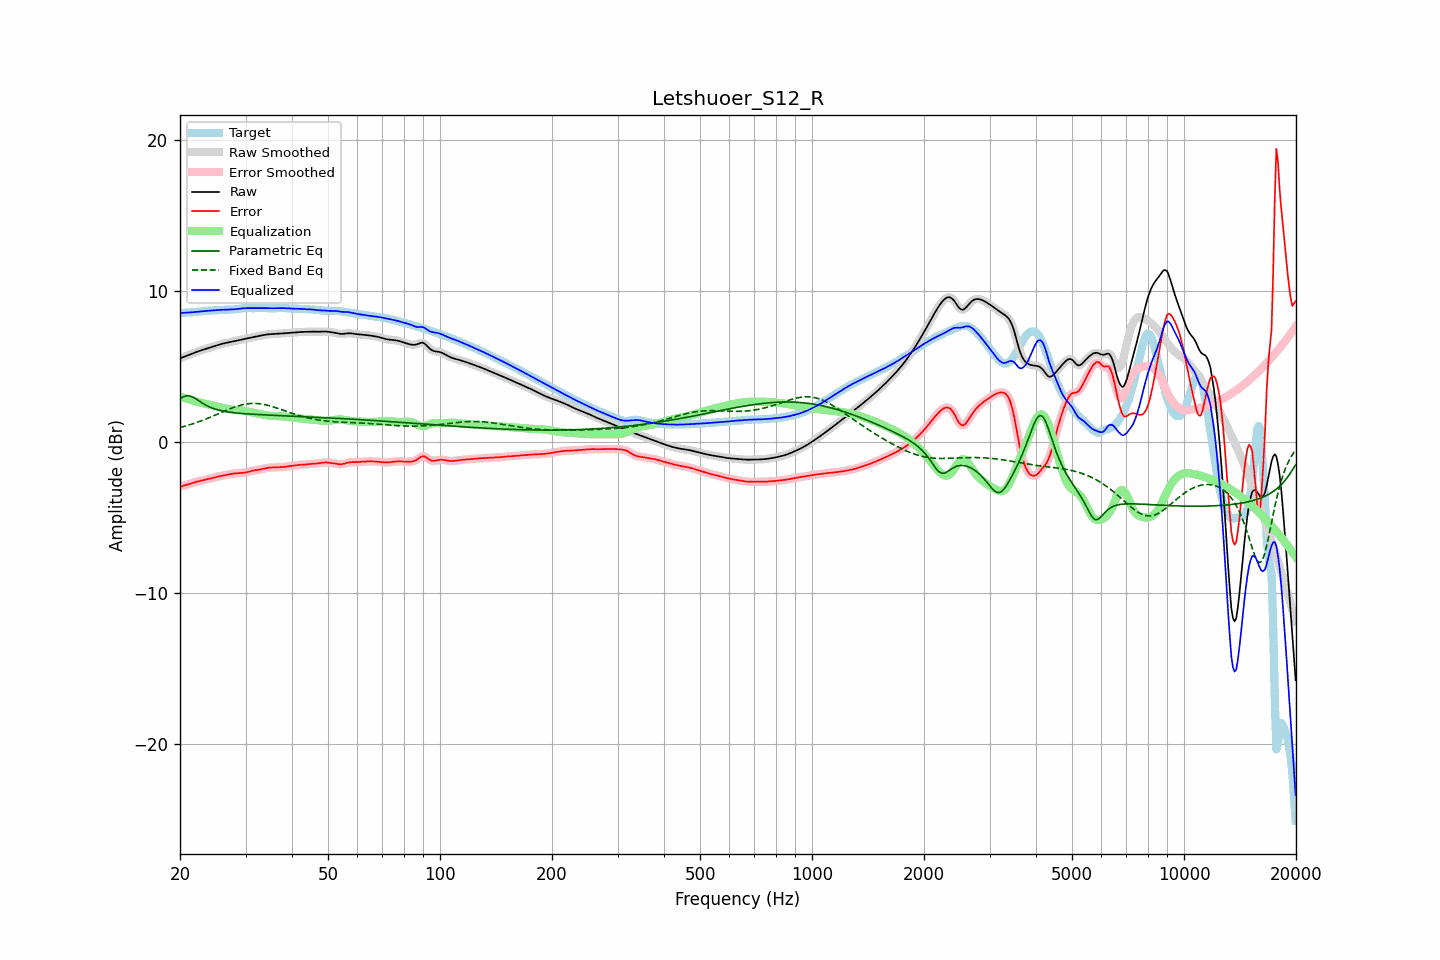 Letshuoer_S12_R
Target
Raw Smoothed
Error Smoothed
Raw
Error
Equalization
Parametric Eq
Fixed Band Eq
Equalized
20
10
0
−10
−20
Amplitude (dBr)
20 50 100 200 500 1000 2000 5000 10000 20000
Frequency (Hz)